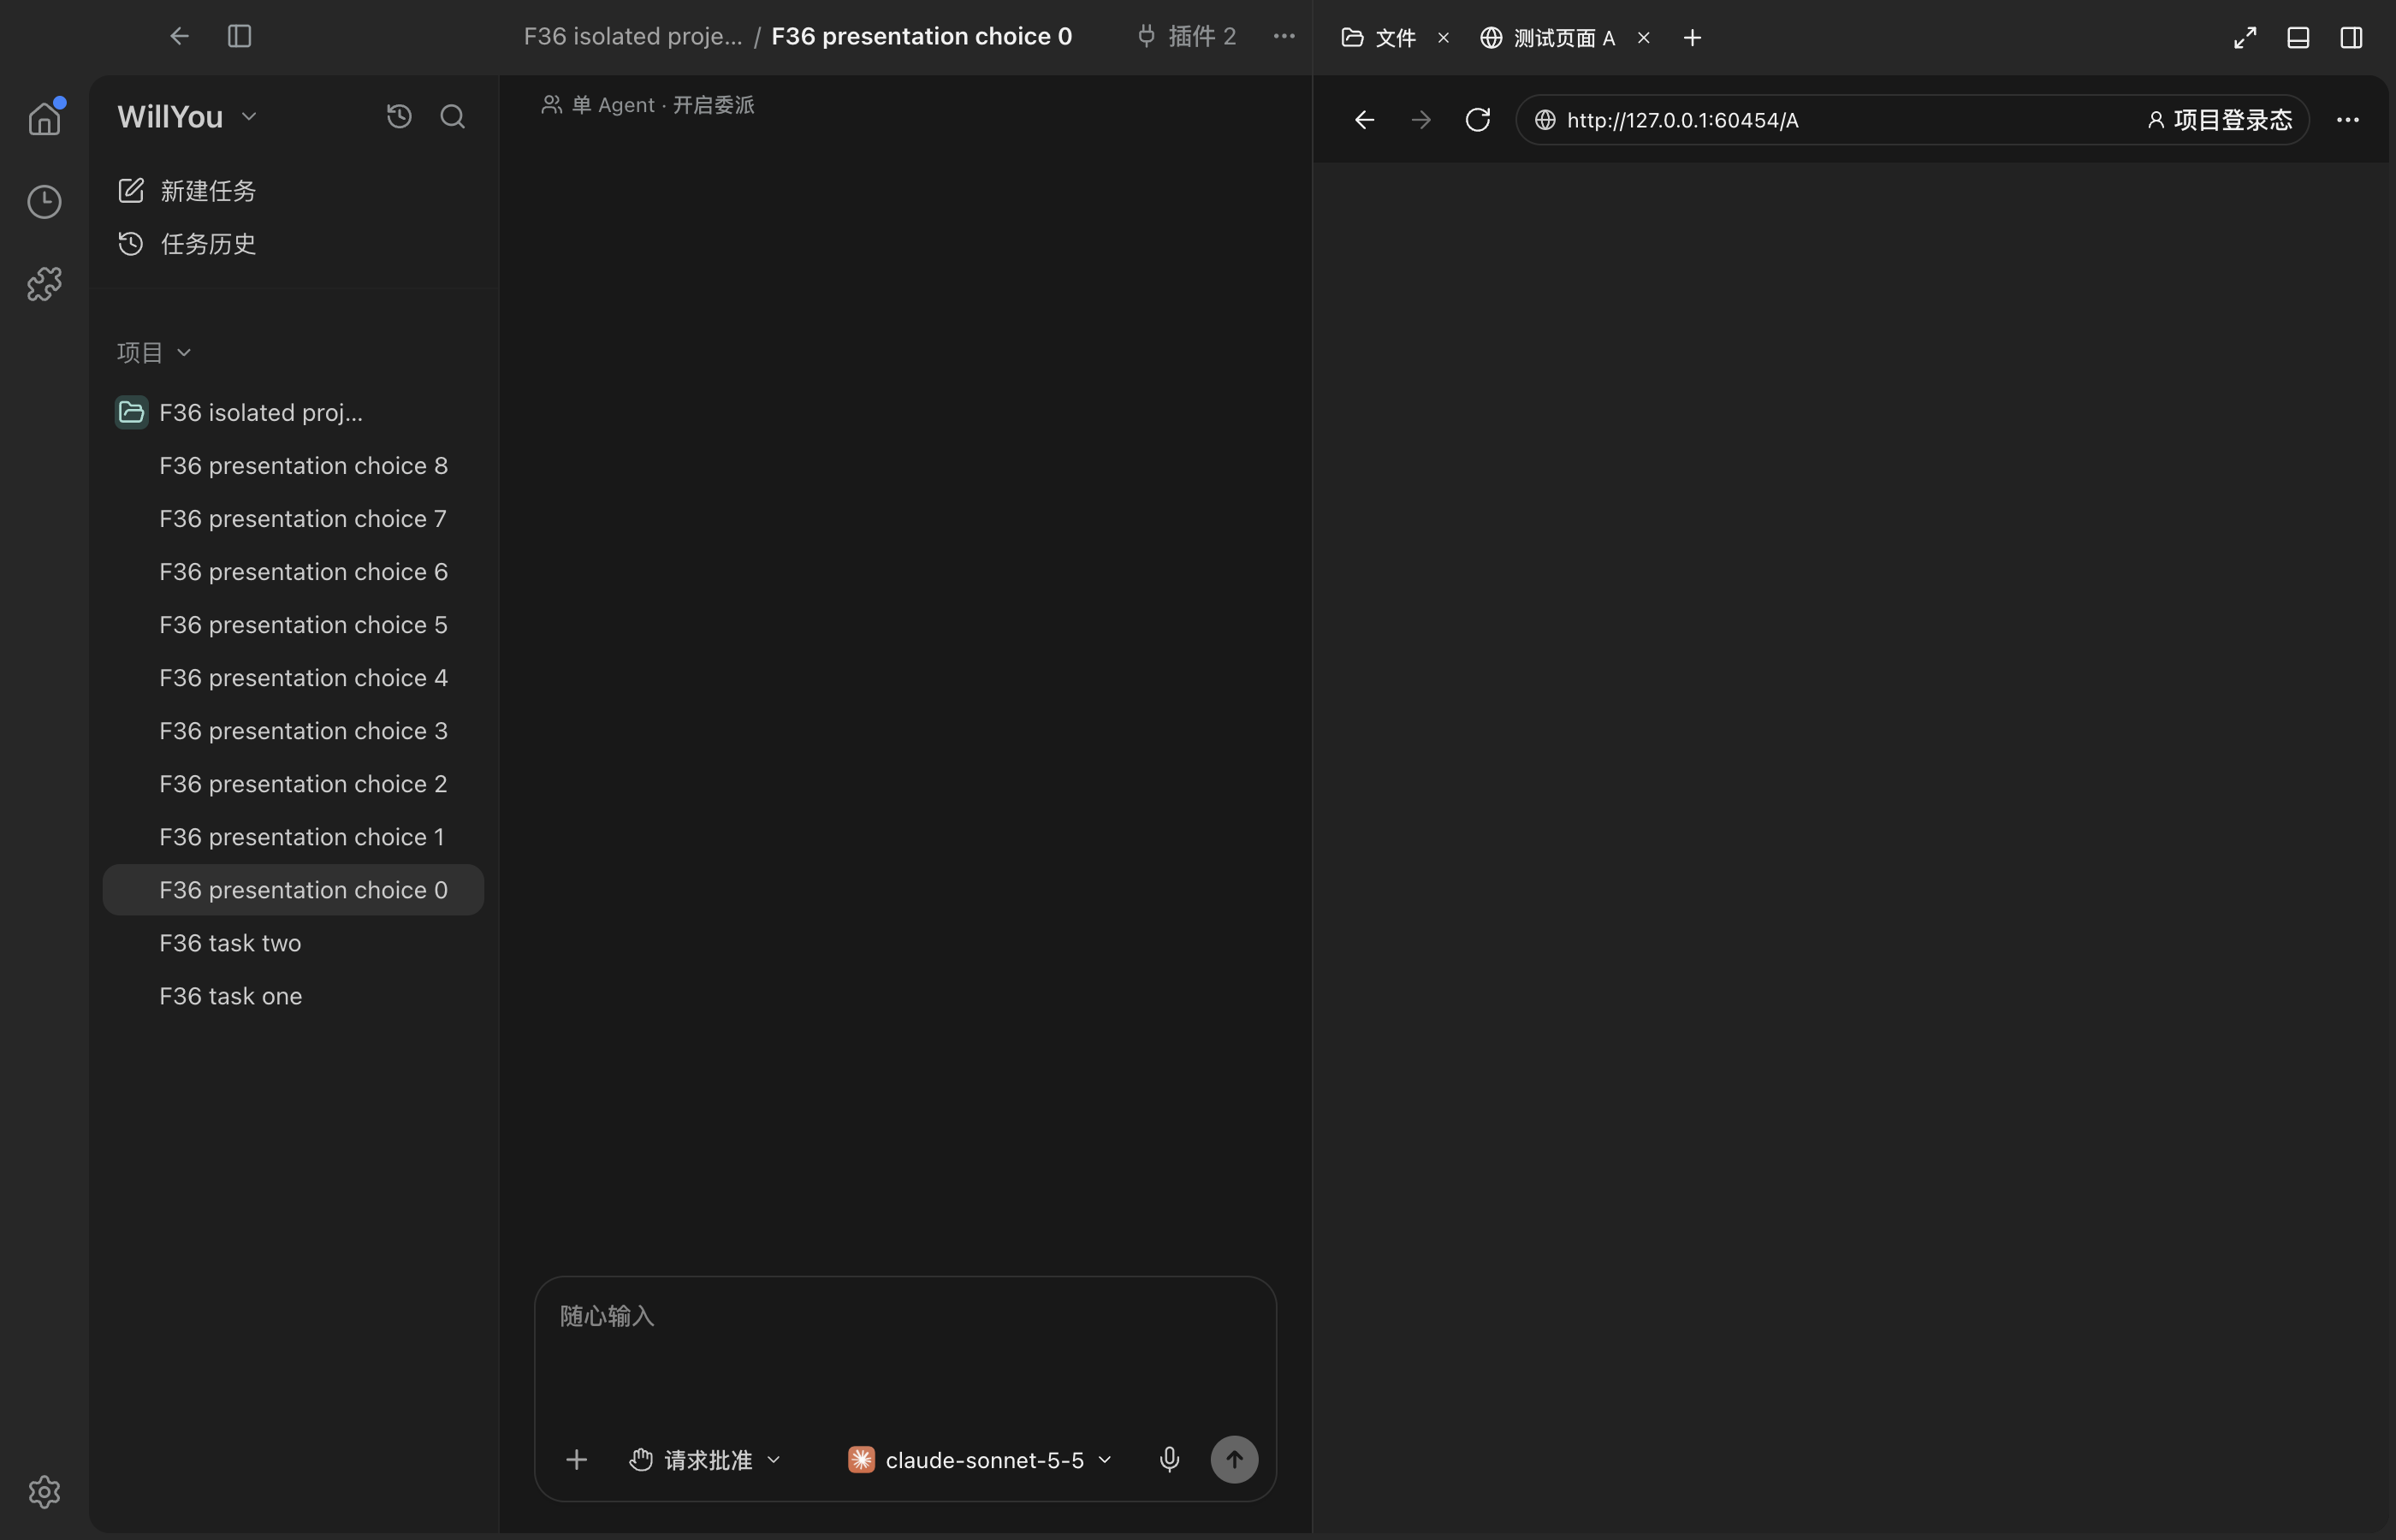 F36 isolated proje... / F36 presentation choice 0
插件 2
文件
测试页面 A
WillYou
新建任务
任务历史
项目
F36 isolated proj...
F36 presentation choice 8
F36 presentation choice 7
F36 presentation choice 6
F36 presentation choice 5
F36 presentation choice 4
F36 presentation choice 3
F36 presentation choice 2
F36 presentation choice 1
F36 presentation choice 0
F36 task two
F36 task one
单 Agent · 开启委派
随心输入
请求批准
claude-sonnet-5-5
http://127.0.0.1:60454/A
项目登录态